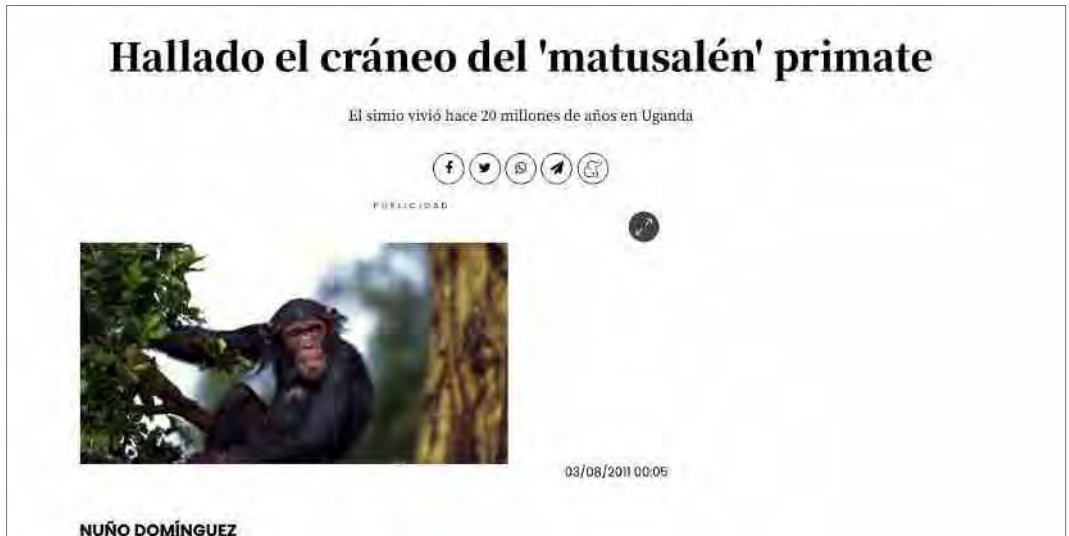 Hallado el cráneo del 'matusalén' primate
El simio vivió hace 20 millones de años en Uganda
PUBLICIDAD
03/08/2011 00:05
NUÑO DOMÍNGUEZ